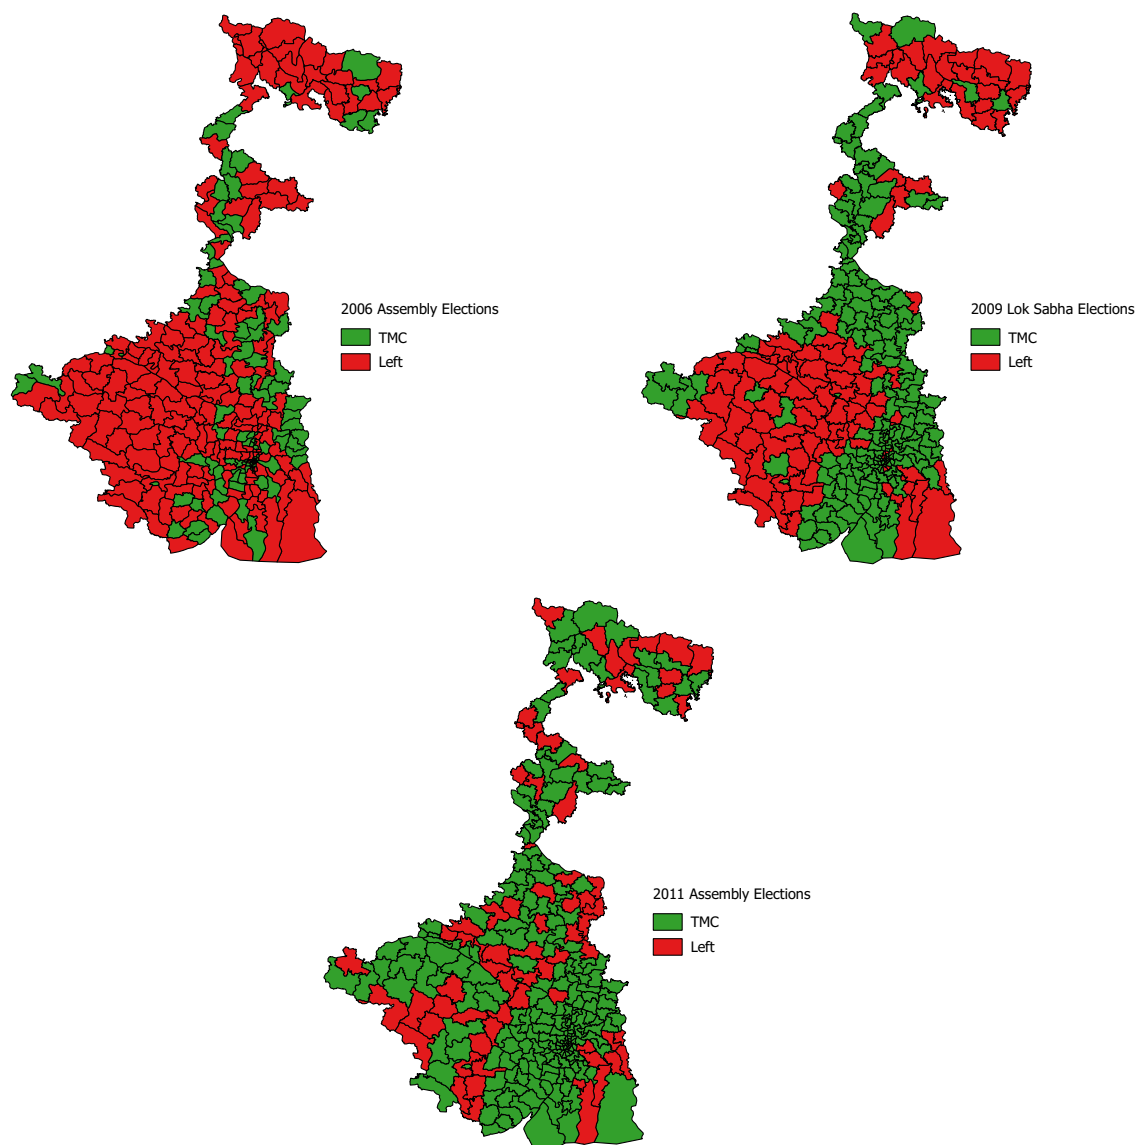 2006 Assembly Elections
TMC
Left
2009 Lok Sabha Elections
TMC
Left
2011 Assembly Elections
TMC
Left